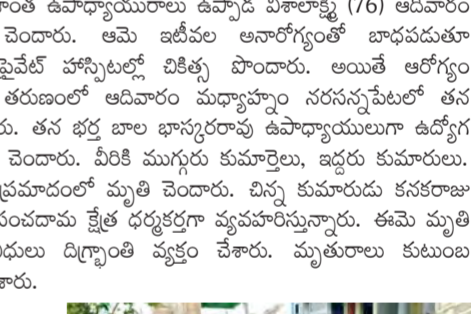 ఉపాధ్యాయురాలు ఉప్పాడ విశాలాక్ష్మి (76) ఆదివారం
చెందారు. ఆమె ఇటీవల అనారోగ్యంతో బాధపడుతూ
ప్రైవేట్ హాస్పిటల్లో చికిత్స పొందారు. అయితే ఆరోగ్యం
తరుణంలో ఆదివారం మధ్యాహ్నం నరసన్నపేటలో తన
రు. తన భర్త బాల భాస్కరరావు ఉపాధ్యాయులుగా ఉద్యోగ
చెందారు. వీరికి ముగ్గురు కుమార్తెలు, ఇద్దరు కుమారులు.
ప్రమాదంలో మృతి చెందారు. చిన్న కుమారుడు కనకరాజు
పంచదామ క్షేత్ర ధర్మకర్తగా వ్యవహరిస్తున్నారు. ఈమె మృతి
ధులు దిగ్భ్రాంతి వ్యక్తం చేశారు. మృతురాలు కుటుంబ
శారు.